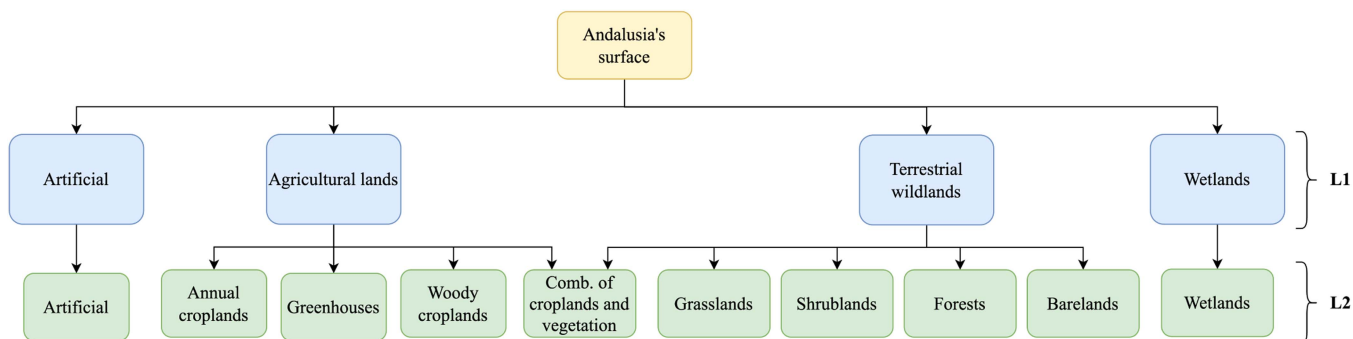 Andalusia's
surface
Artificial
Agricultural lands
Terrestrial
wildlands
Wetlands
L1
Artificial
Annual
croplands
Greenhouses
Woody
croplands
Comb. of
croplands and
vegetation
Grasslands
Shrublands
Forests
Barelands
Wetlands
L2